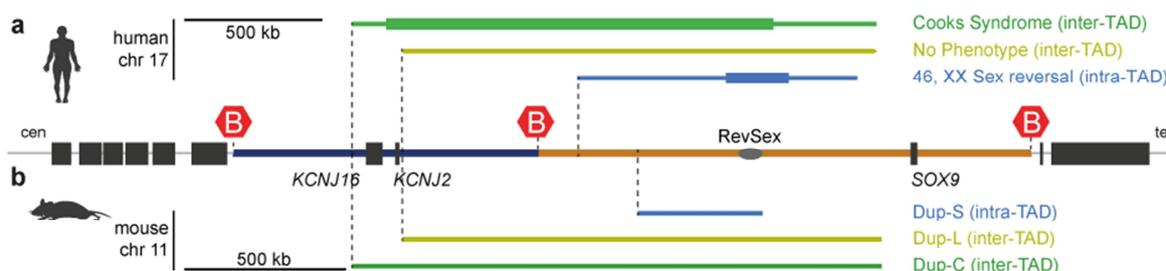 a
Cooks Syndrome (inter-TAD)
500 kb
human
chr 17
No Phenotype (inter-TAD)
46, XX Sex reversal (intra-TAD)
B B B
cen
RevSex
te
b
KCNJ16 KCNJ2 SOX9
mouse
chr 11
Dup-S (intra-TAD)
Dup-L (inter-TAD)
500 kb
Dup-C (inter-TAD)